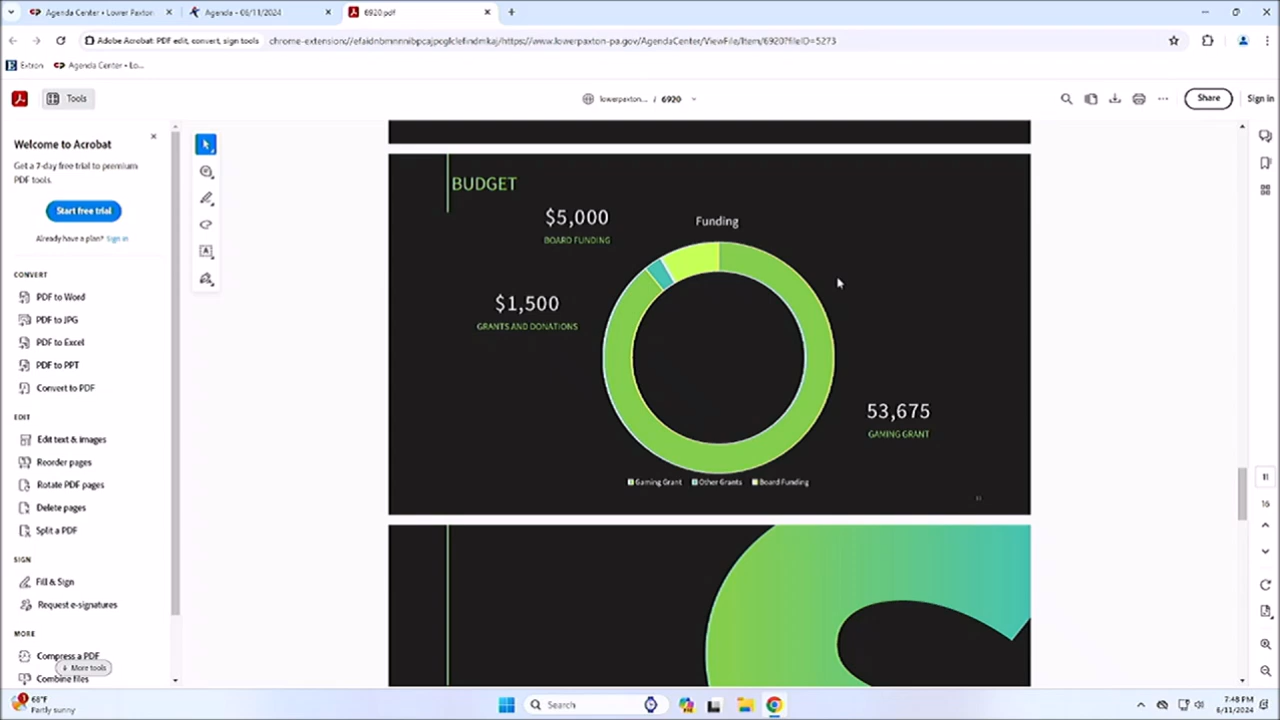 Agenda Center • Lower Paxton
Agenda - 06/11/2024
6920.pdf
Adobe Acrobat: PDF edit, convert, sign tools
chrome-extension://efaidnbmnnnibpcajpcglclefindmkaj/https://www.lowerpaxton-pa.gov/AgendaCenter/ViewFile/Item/6920?fileID=5273
Extron
Agenda Center • Lo...
Tools
lowerpaxton... / 6920
Share
Sign in
Welcome to Acrobat
Get a 7-day free trial to premium
PDF tools.
Start free trial
Already have a plan? Sign in
CONVERT
PDF to Word
PDF to JPG
PDF to Excel
PDF to PPT
Convert to PDF
EDIT
Edit text & images
Reorder pages
Rotate PDF pages
Delete pages
Split a PDF
SIGN
Fill & Sign
Request e-signatures
MORE
Compress a PDF
More tools
Combine files
BUDGET
$5,000
BOARD FUNDING
Funding
$1,500
GRANTS AND DONATIONS
53,675
GAMING GRANT
Gaming Grant Other Grants Board Funding
11
11
16
68°F
Partly sunny
Search
7:48 PM
6/11/2024